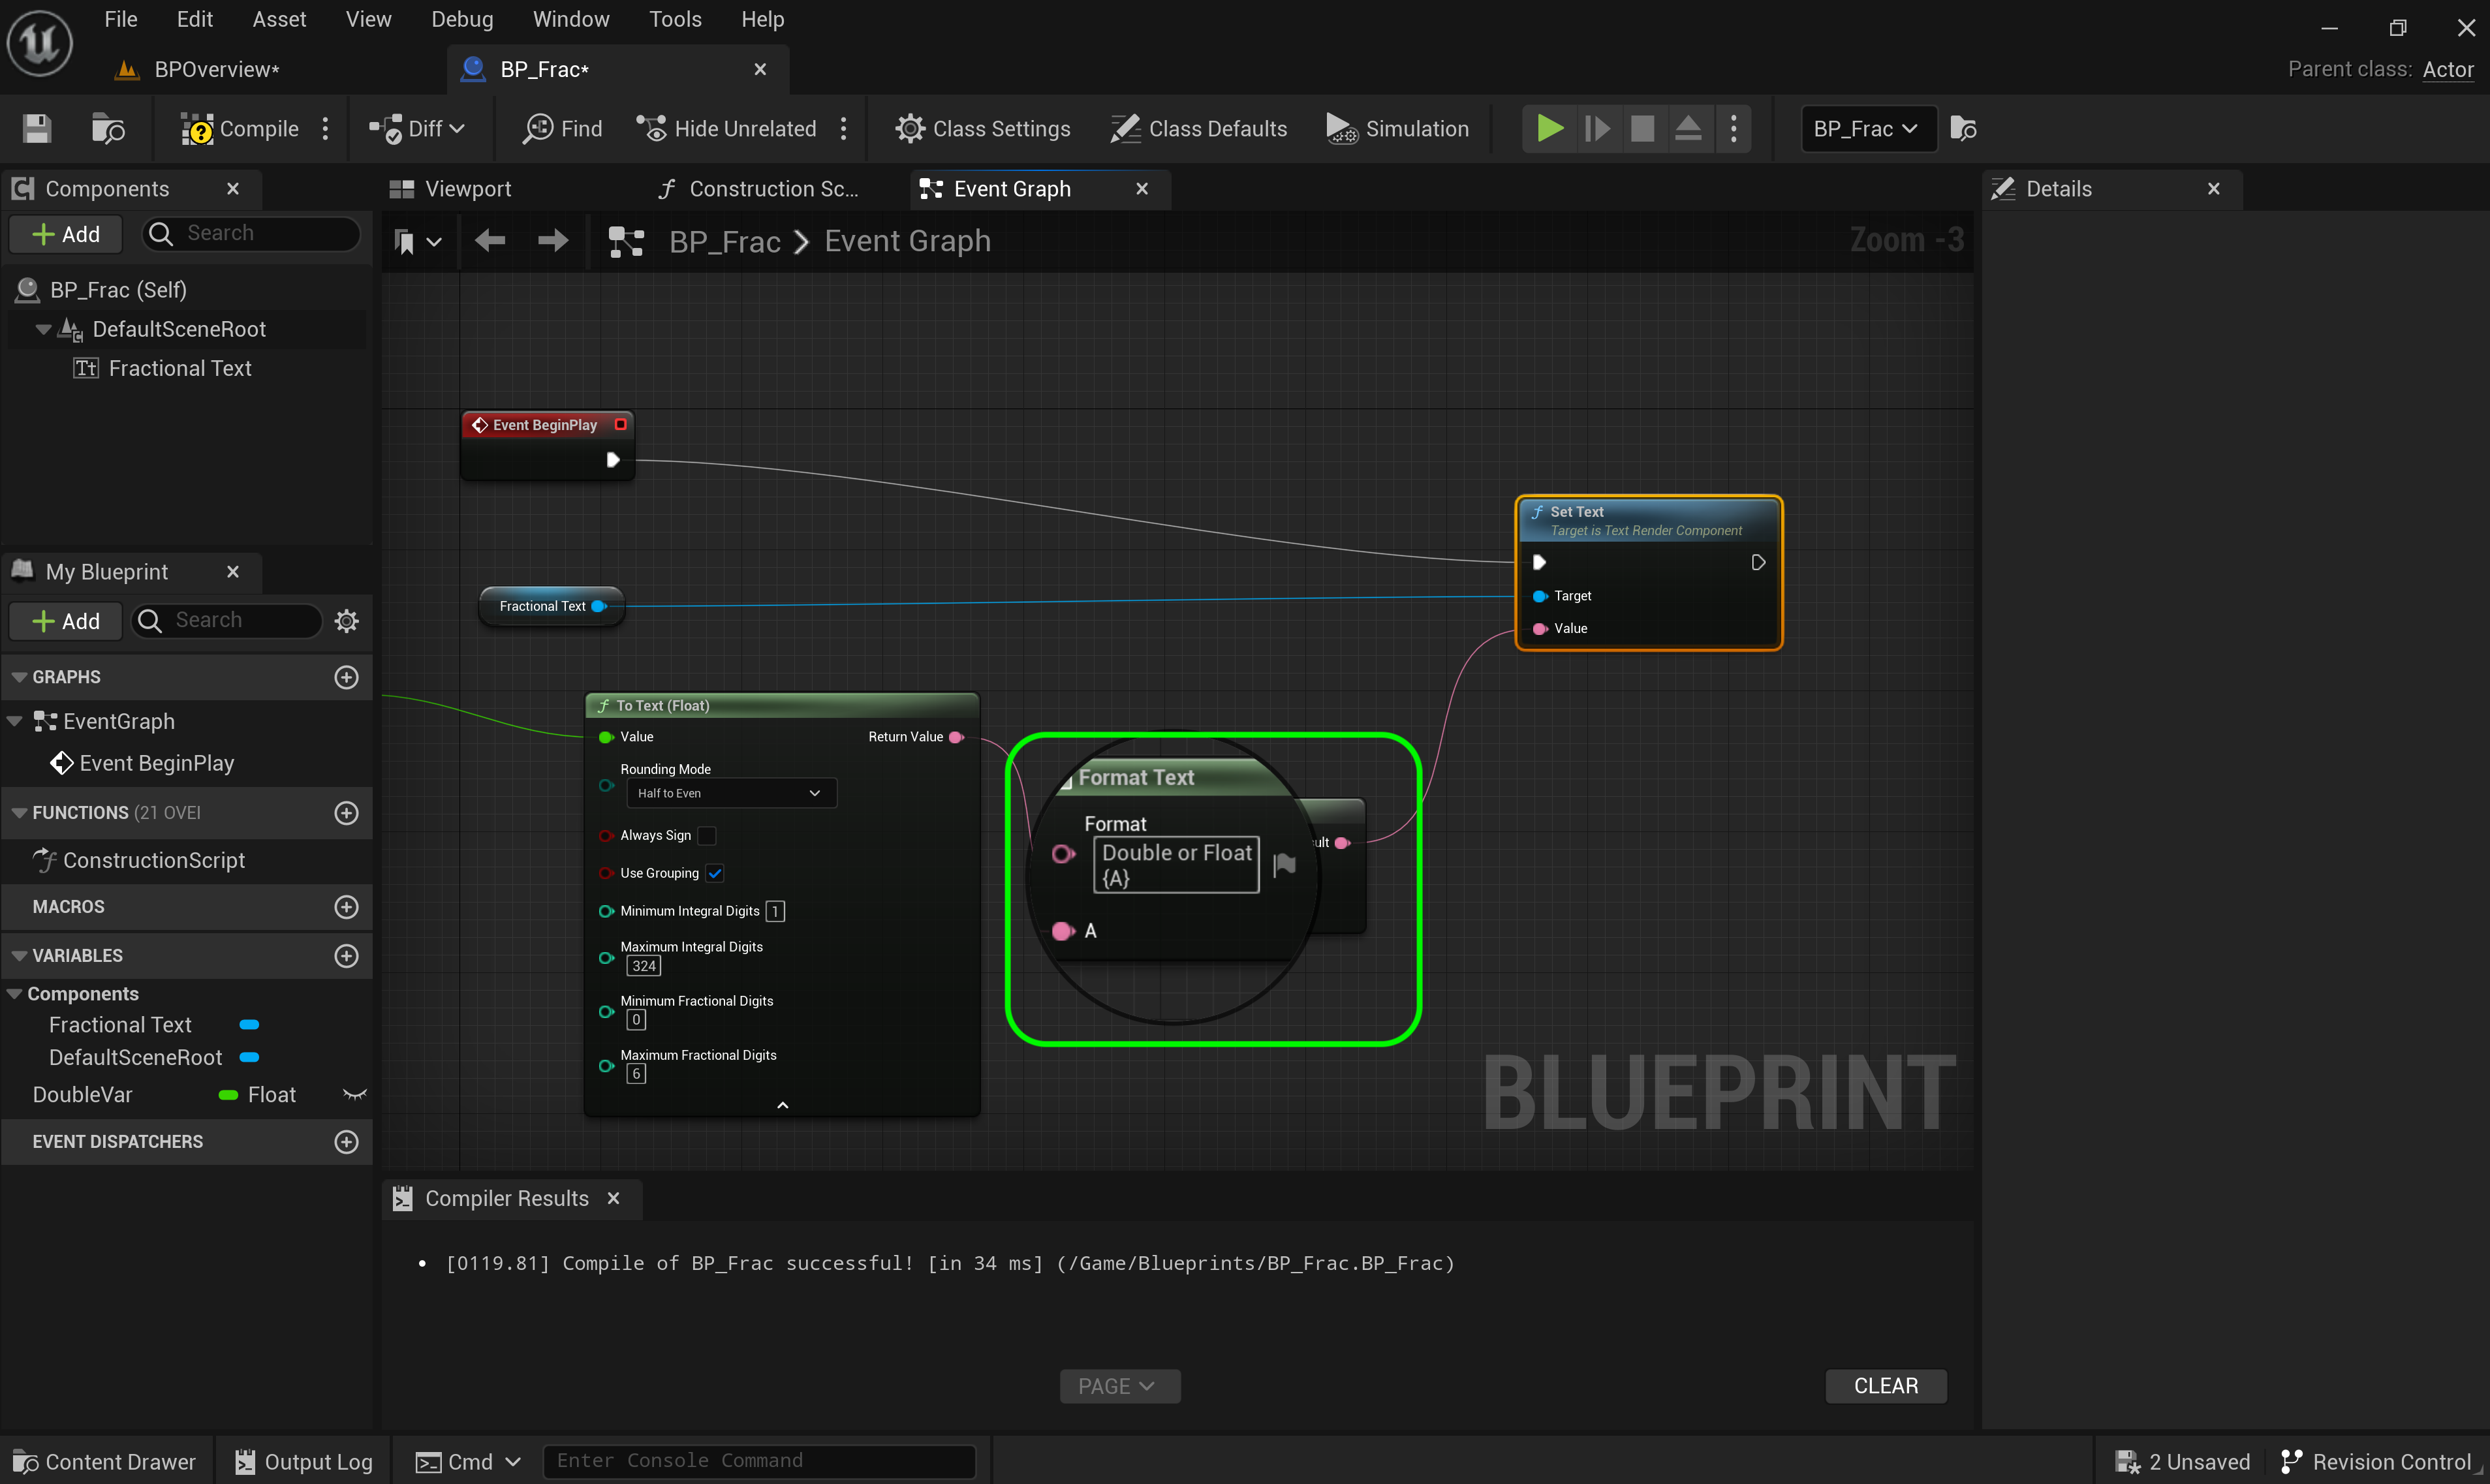 File Edit Asset View Debug Window Tools Help
BPOverview* BP_Frac* Parent class: Actor
Compile Diff Find Hide Unrelated Class Settings Class Defaults Simulation BP_Frac
Components Viewport Construction Sc... Event Graph Details
Add Search
BP_Frac > Event Graph Zoom -3
BP_Frac (Self)
DefaultSceneRoot
Tt Fractional Text
Event BeginPlay
Set Text
Target is Text Render Component
Target
Value
Fractional Text
My Blueprint
Add Search
GRAPHS
EventGraph
Event BeginPlay
FUNCTIONS (21 OVEI
ConstructionScript
MACROS
VARIABLES
Components
Fractional Text
DefaultSceneRoot
DoubleVar Float
EVENT DISPATCHERS
To Text (Float)
Value Return Value
Rounding Mode
Half to Even
Always Sign
Use Grouping
Minimum Integral Digits 1
Maximum Integral Digits
324
Minimum Fractional Digits
0
Maximum Fractional Digits
6
Format Text
Format
Double or Float
{A}
ult
A
BLUEPRINT
Compiler Results
• [0119.81] Compile of BP_Frac successful! [in 34 ms] (/Game/Blueprints/BP_Frac.BP_Frac)
PAGE CLEAR
Content Drawer Output Log Cmd Enter Console Command 2 Unsaved Revision Control